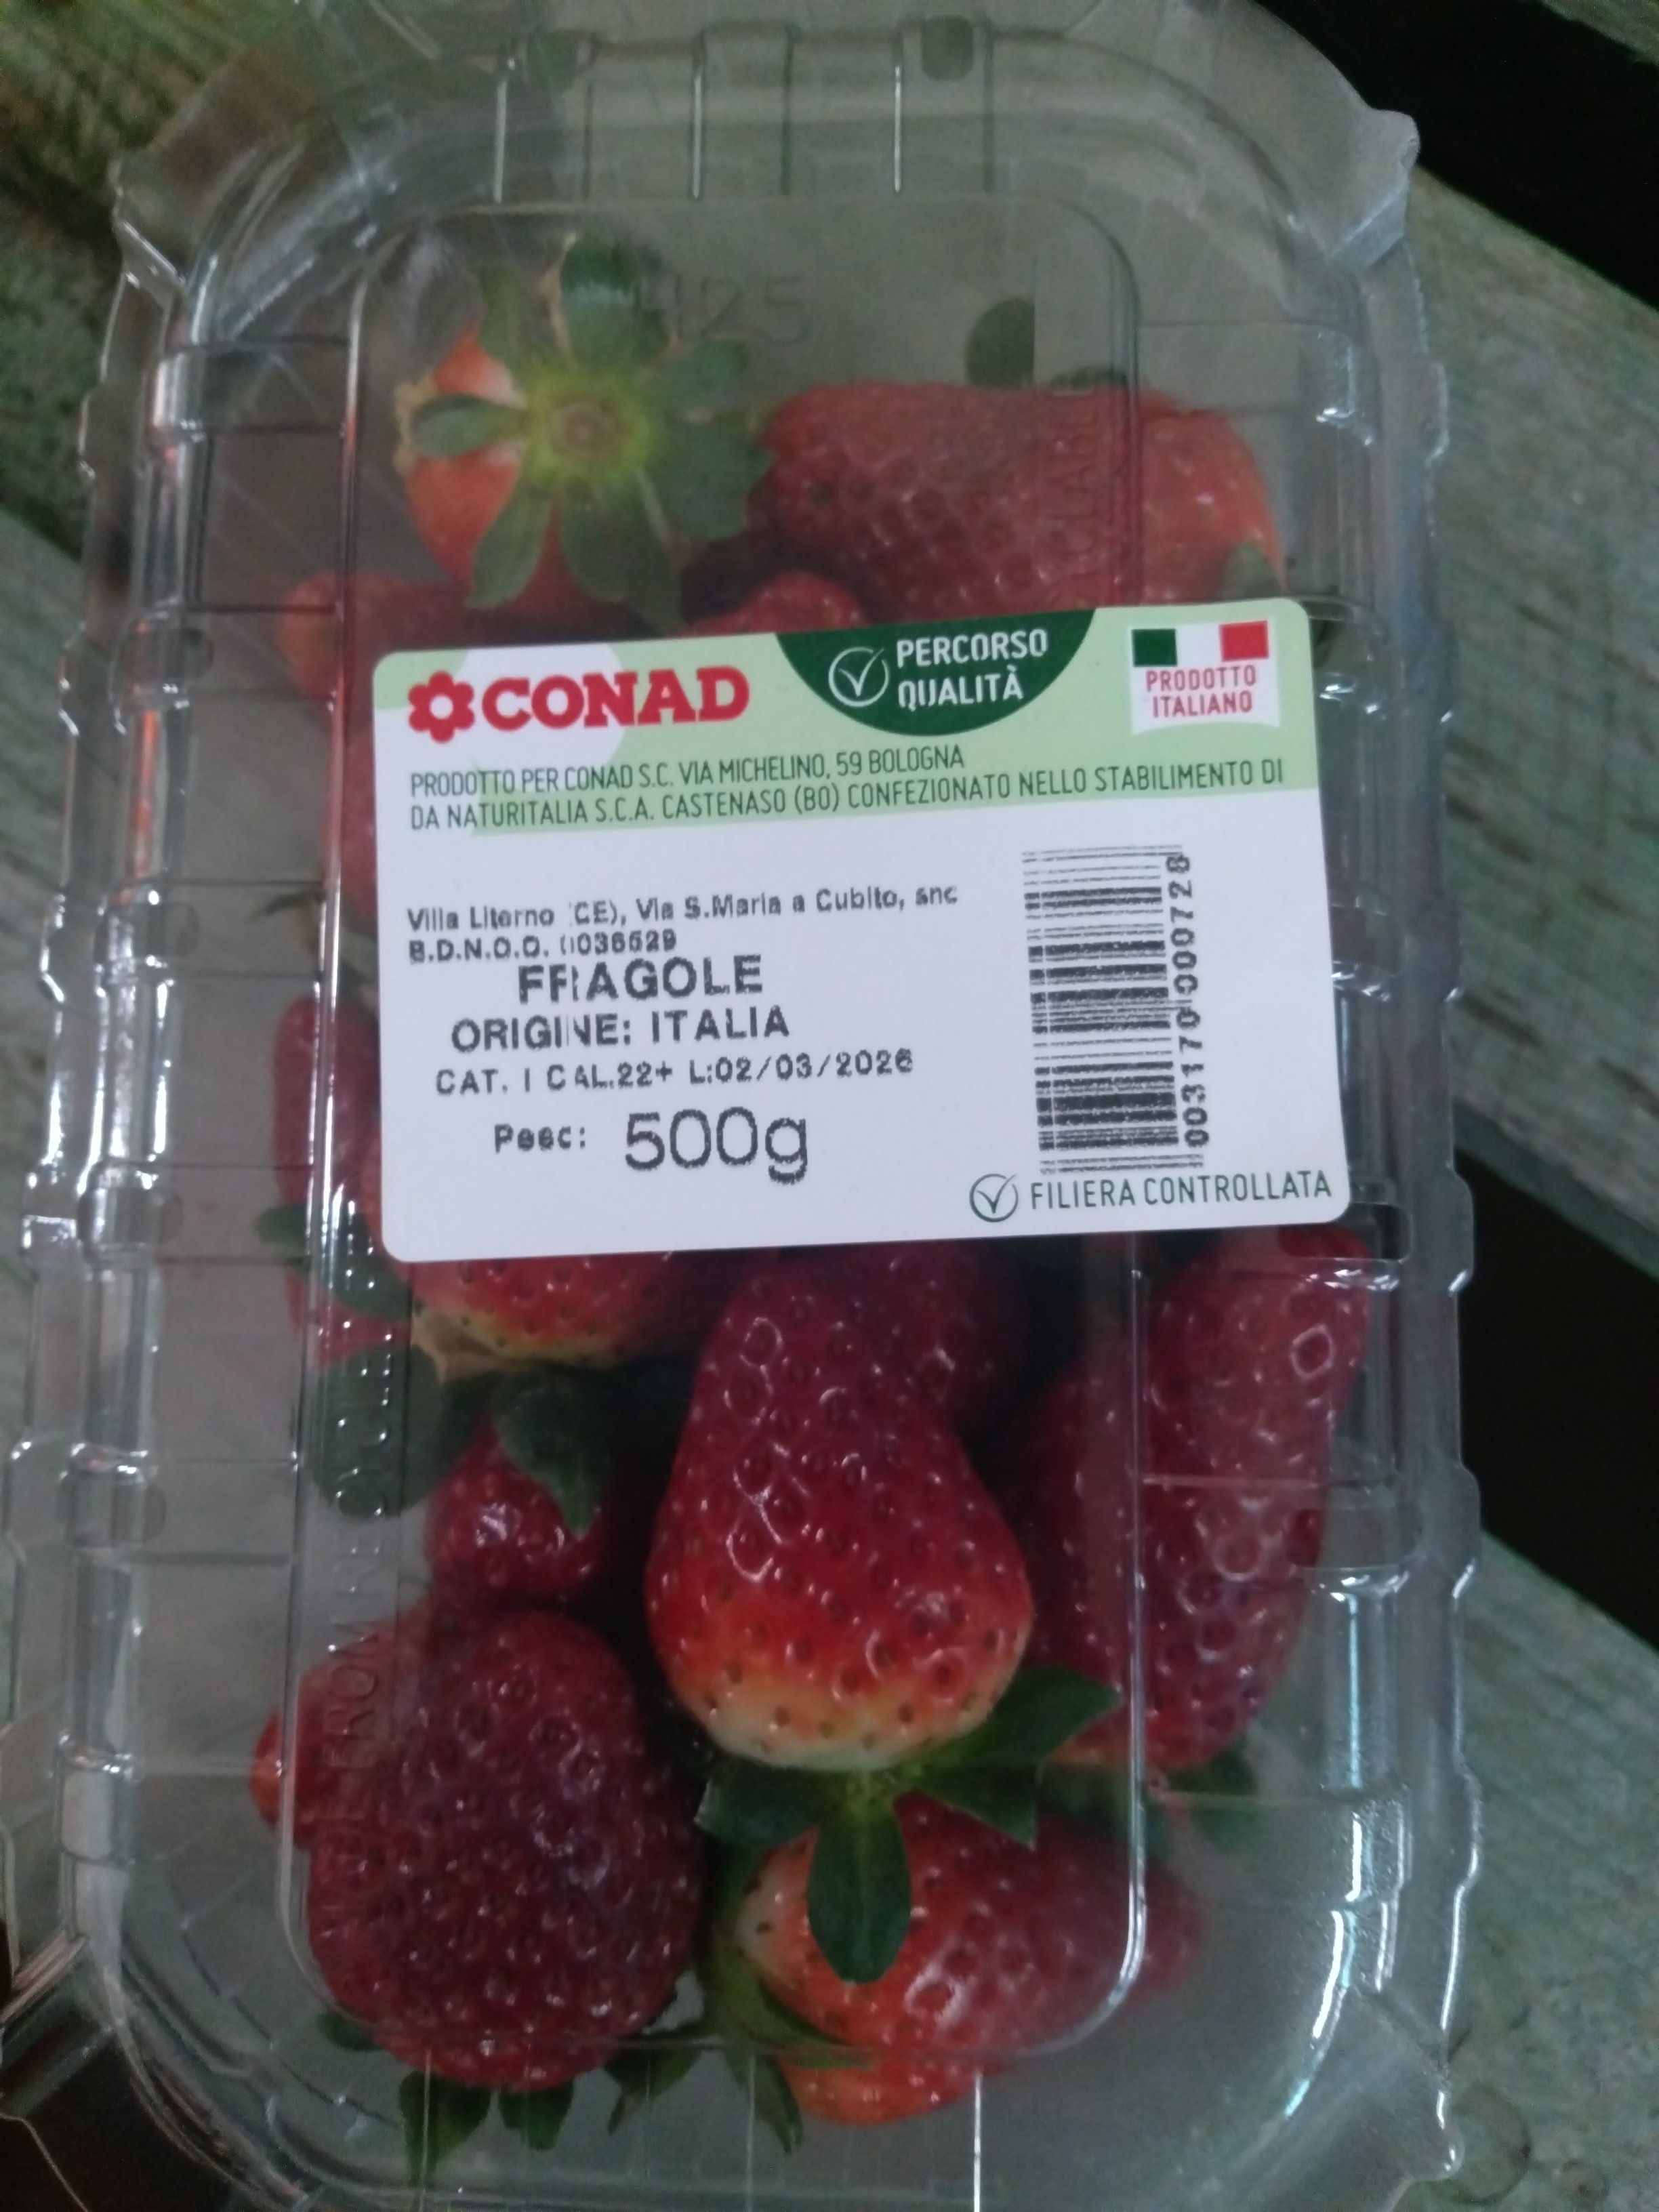 CONAD
PERCORSO
QUALITÀ
PRODOTTO
ITALIANO
PRODOTTO PER CONAD S.C. VIA MICHELINO, 59 BOLOGNA
DA NATURITALIA S.C.A. CASTENASO (BO) CONFEZIONATO NELLO STABILIMENTO DI
Villa Literno (CE), Via S.Maria a Cubito, snc
B.D.N.O.O. 0036529
FRAGOLE
ORIGINE: ITALIA
CAT. I CAL.22+ L:02/03/2026
Peso: 500g
FILIERA CONTROLLATA